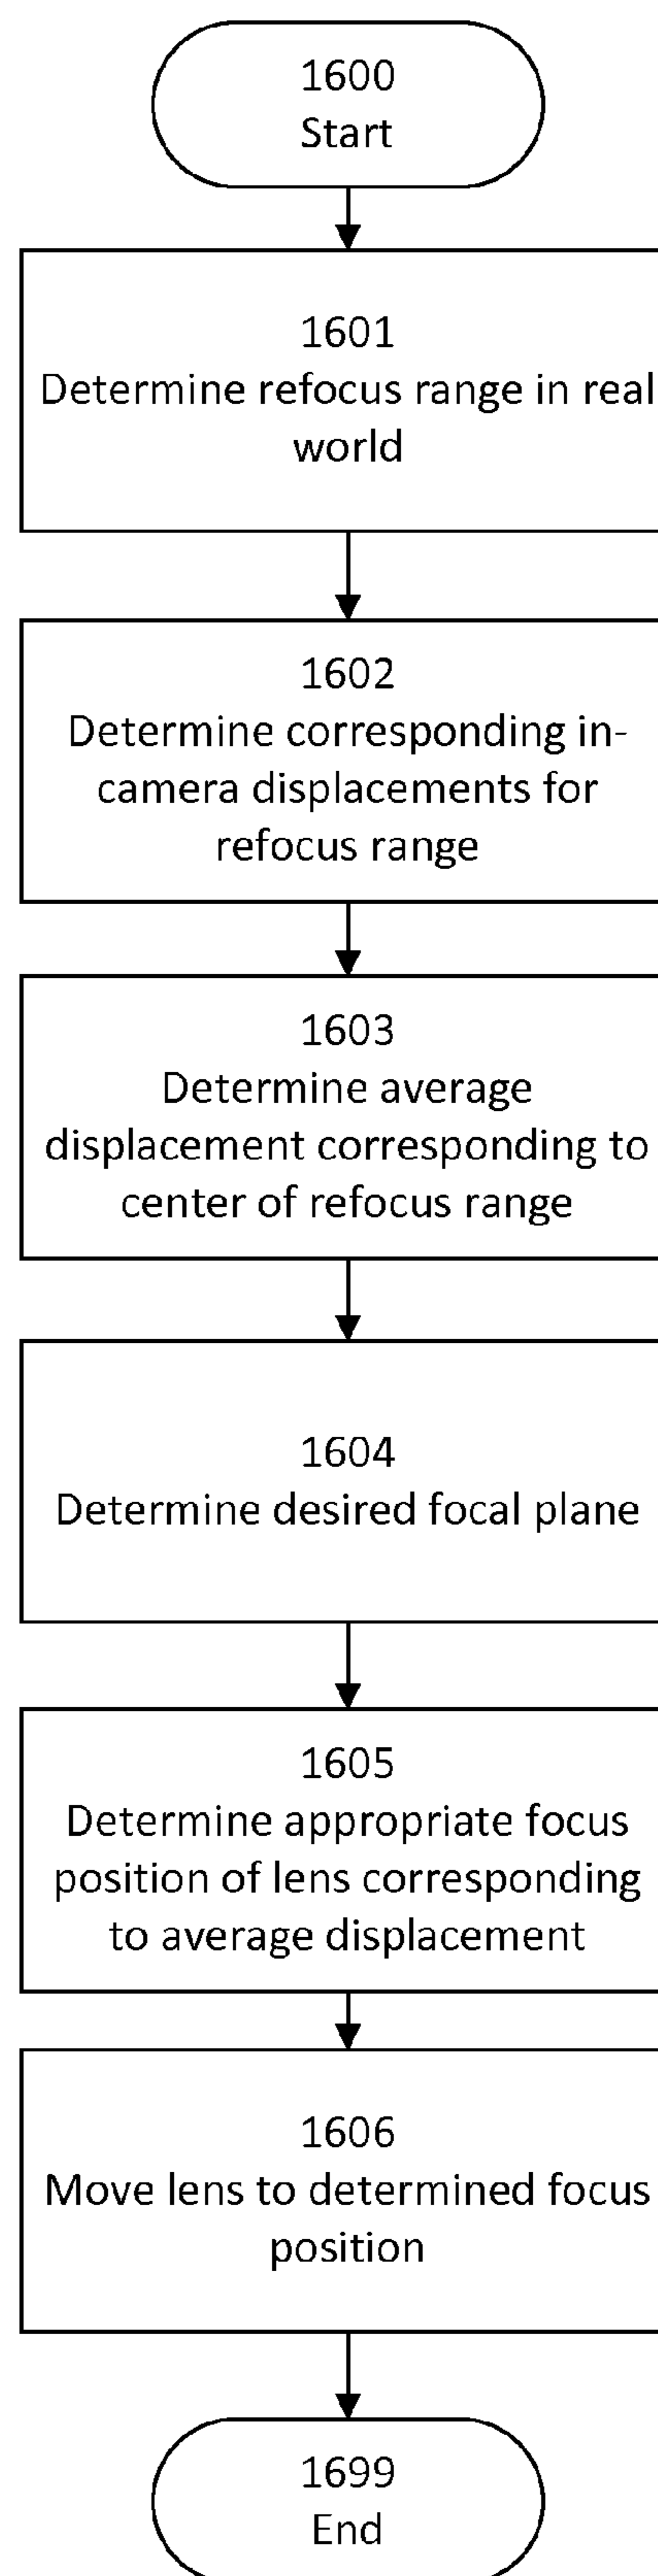 1600
Start
1601
Determine refocus range in real
world
1602
Determine corresponding in-
camera displacements for
refocus range
1603
Determine average
displacement corresponding to
center of refocus range
1604
Determine desired focal plane
1605
Determine appropriate focus
position of lens corresponding
to average displacement
1606
Move lens to determined focus
position
1699
End